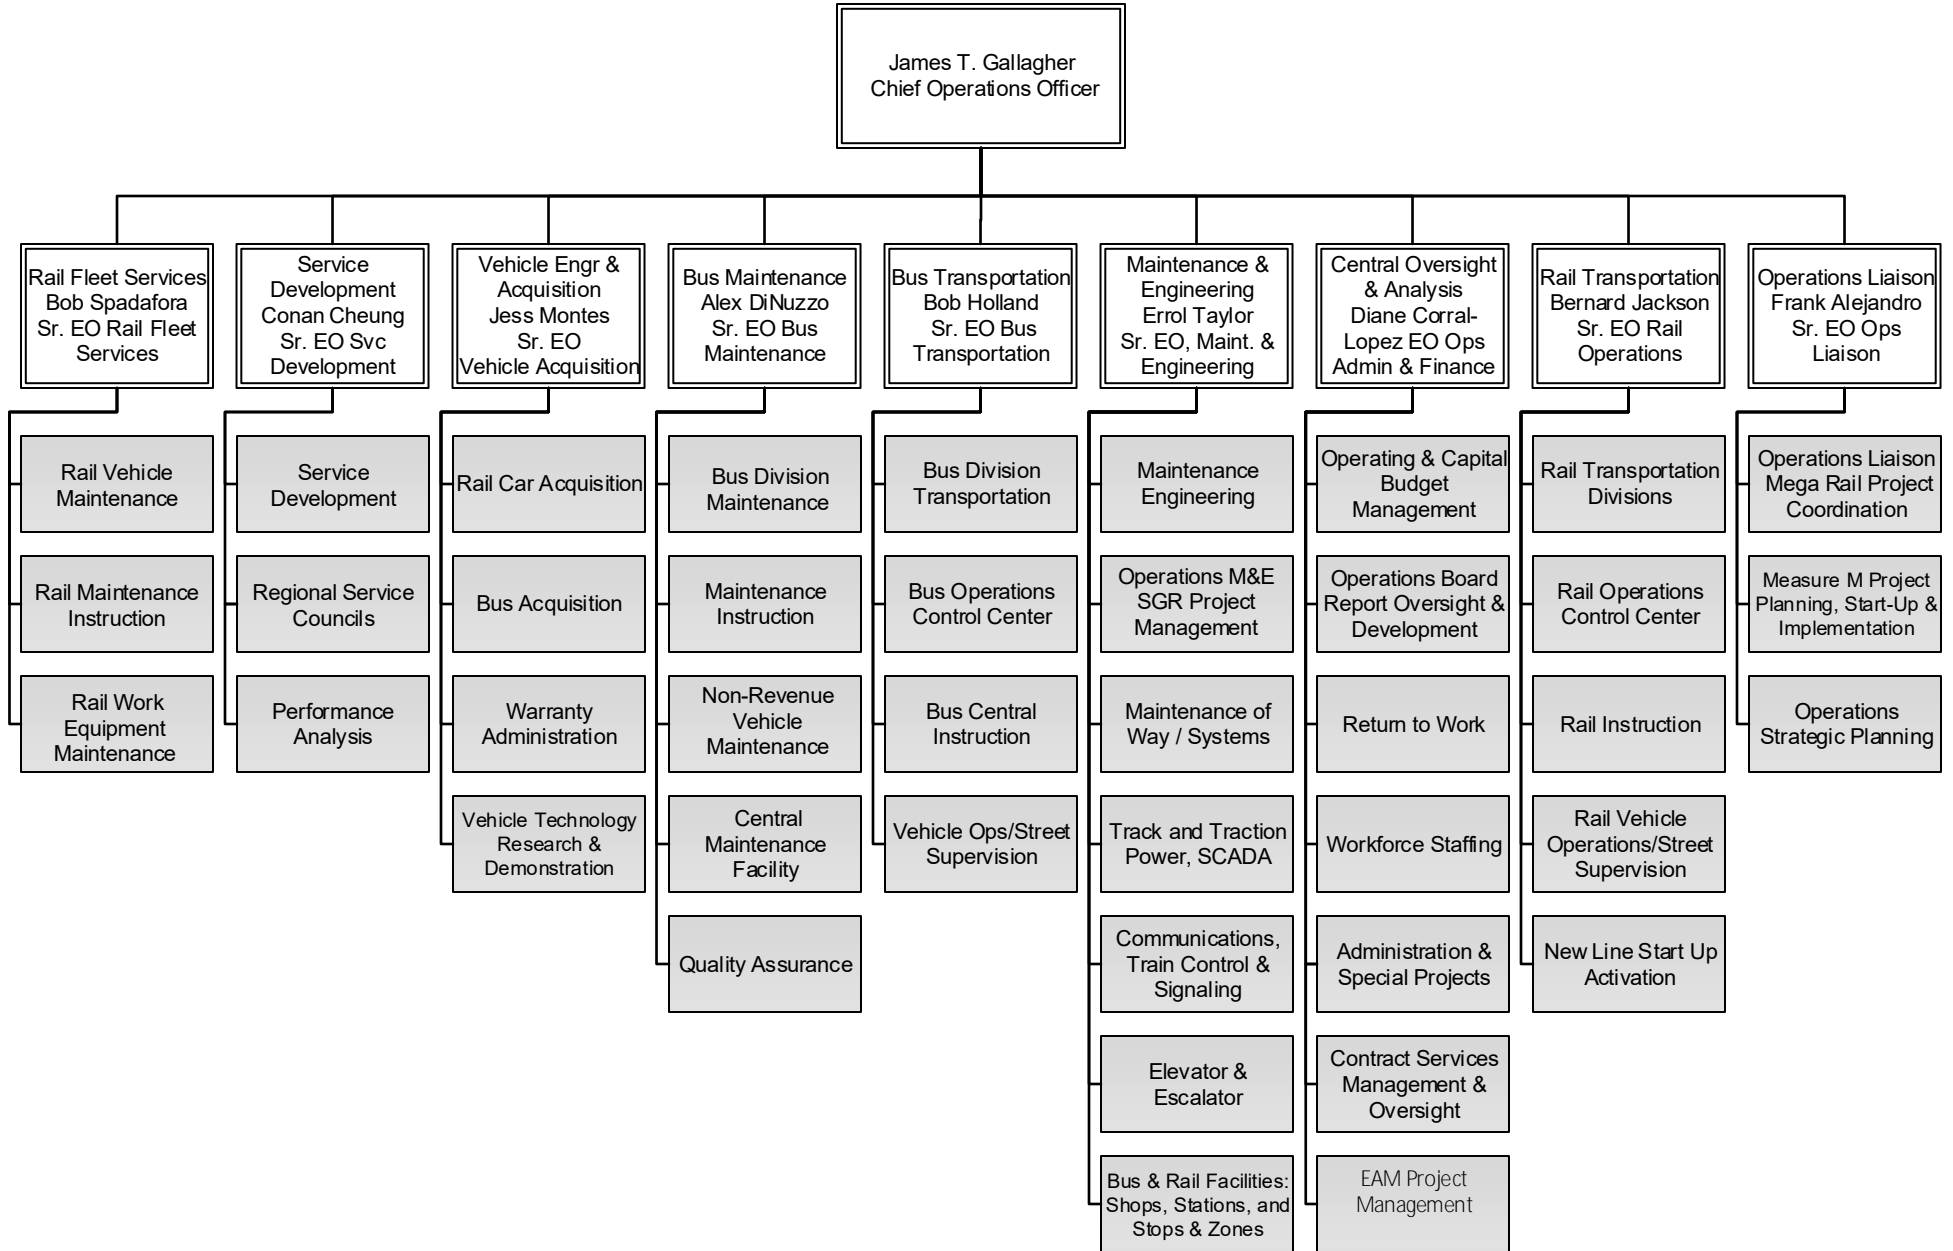 James T. Gallagher
Chief Operations Officer
Rail Fleet Services
Bob Spadafora
Sr. EO Rail Fleet
Services
Service
Development
Conan Cheung
Sr. EO Svc
Development
Vehicle Engr &
Acquisition
Jess Montes
Sr. EO
Vehicle Acquisition
Bus Maintenance
Alex DiNuzzo
Sr. EO Bus
Maintenance
Bus Transportation
Bob Holland
Sr. EO Bus
Transportation
Maintenance &
Engineering
Errol Taylor
Sr. EO, Maint. &
Engineering
Central Oversight
& Analysis
Diane Corral-
Lopez EO Ops
Admin & Finance
Rail Transportation
Bernard Jackson
Sr. EO Rail
Operations
Operations Liaison
Frank Alejandro
Sr. EO Ops
Liaison
Rail Vehicle
Maintenance
Rail Maintenance
Instruction
Rail Work
Equipment
Maintenance
Service
Development
Regional Service
Councils
Performance
Analysis
Rail Car Acquisition
Bus Acquisition
Warranty
Administration
Vehicle Technology
Research &
Demonstration
Bus Division
Maintenance
Maintenance
Instruction
Non-Revenue
Vehicle
Maintenance
Central
Maintenance
Facility
Quality Assurance
Bus Division
Transportation
Bus Operations
Control Center
Bus Central
Instruction
Vehicle Ops/Street
Supervision
Maintenance
Engineering
Operations M&E
SGR Project
Management
Maintenance of
Way / Systems
Track and Traction
Power, SCADA
Communications,
Train Control &
Signaling
Elevator &
Escalator
Bus & Rail Facilities:
Shops, Stations, and
Stops & Zones
Operating & Capital
Budget
Management
Operations Board
Report Oversight &
Development
Return to Work
Workforce Staffing
Administration &
Special Projects
Contract Services
Management &
Oversight
EAM Project
Management
Rail Transportation
Divisions
Rail Operations
Control Center
Rail Instruction
Rail Vehicle
Operations/Street
Supervision
New Line Start Up
Activation
Operations Liaison
Mega Rail Project
Coordination
Measure M Project
Planning, Start-Up &
Implementation
Operations
Strategic Planning